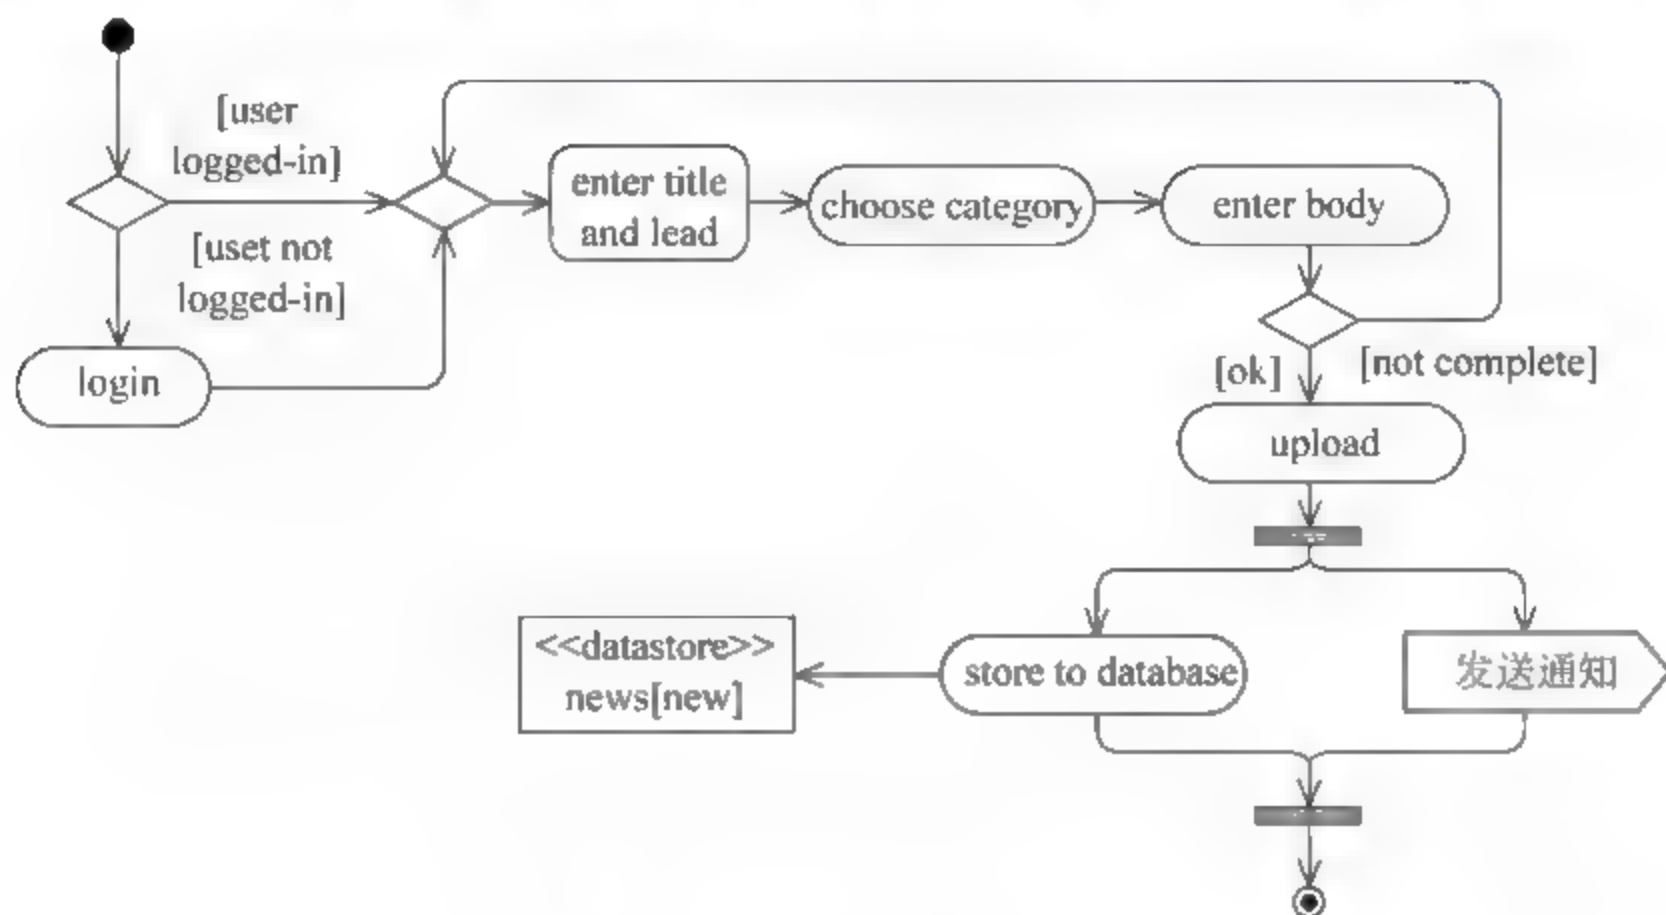 [user
logged-in]
enter title
and lead
choose category
enter body
[uset not
logged-in]
login
[ok]
[not complete]
upload
<<datastore>>
news[new]
store to database
发送通知